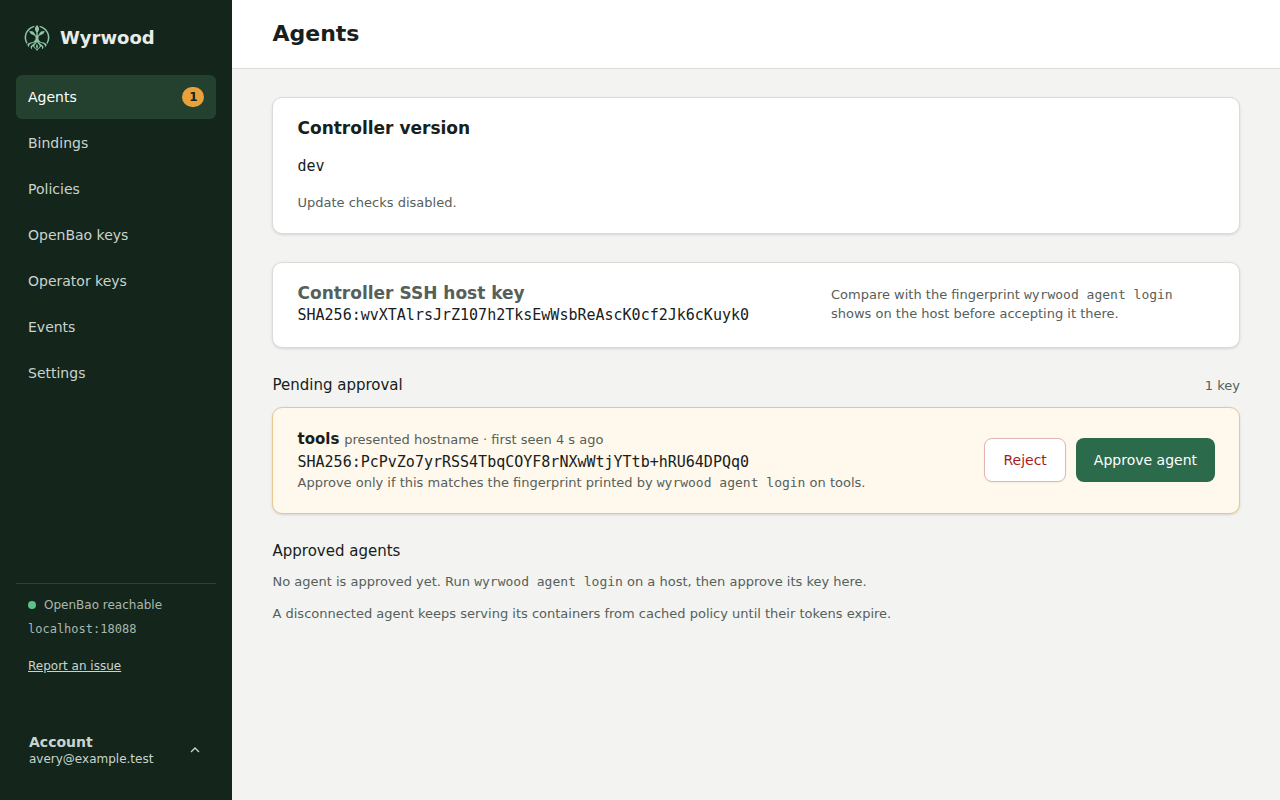 Wyrwood
Agents 1
Bindings
Policies
OpenBao keys
Operator keys
Events
Settings
OpenBao reachable
localhost:18088
Report an issue
Account
avery@example.test
Agents
Controller version
dev
Update checks disabled.
Controller SSH host key
SHA256:wvXTAlrsJrZ107h2TksEwWsbReAscK0cf2Jk6cKuyk0
Compare with the fingerprint wyrwood agent login
shows on the host before accepting it there.
Pending approval
1 key
tools presented hostname · first seen 4 s ago
SHA256:PcPvZo7yrRSS4TbqCOYF8rNXwWtjYTtb+hRU64DPQq0
Approve only if this matches the fingerprint printed by wyrwood agent login on tools.
Reject
Approve agent
Approved agents
No agent is approved yet. Run wyrwood agent login on a host, then approve its key here.
A disconnected agent keeps serving its containers from cached policy until their tokens expire.